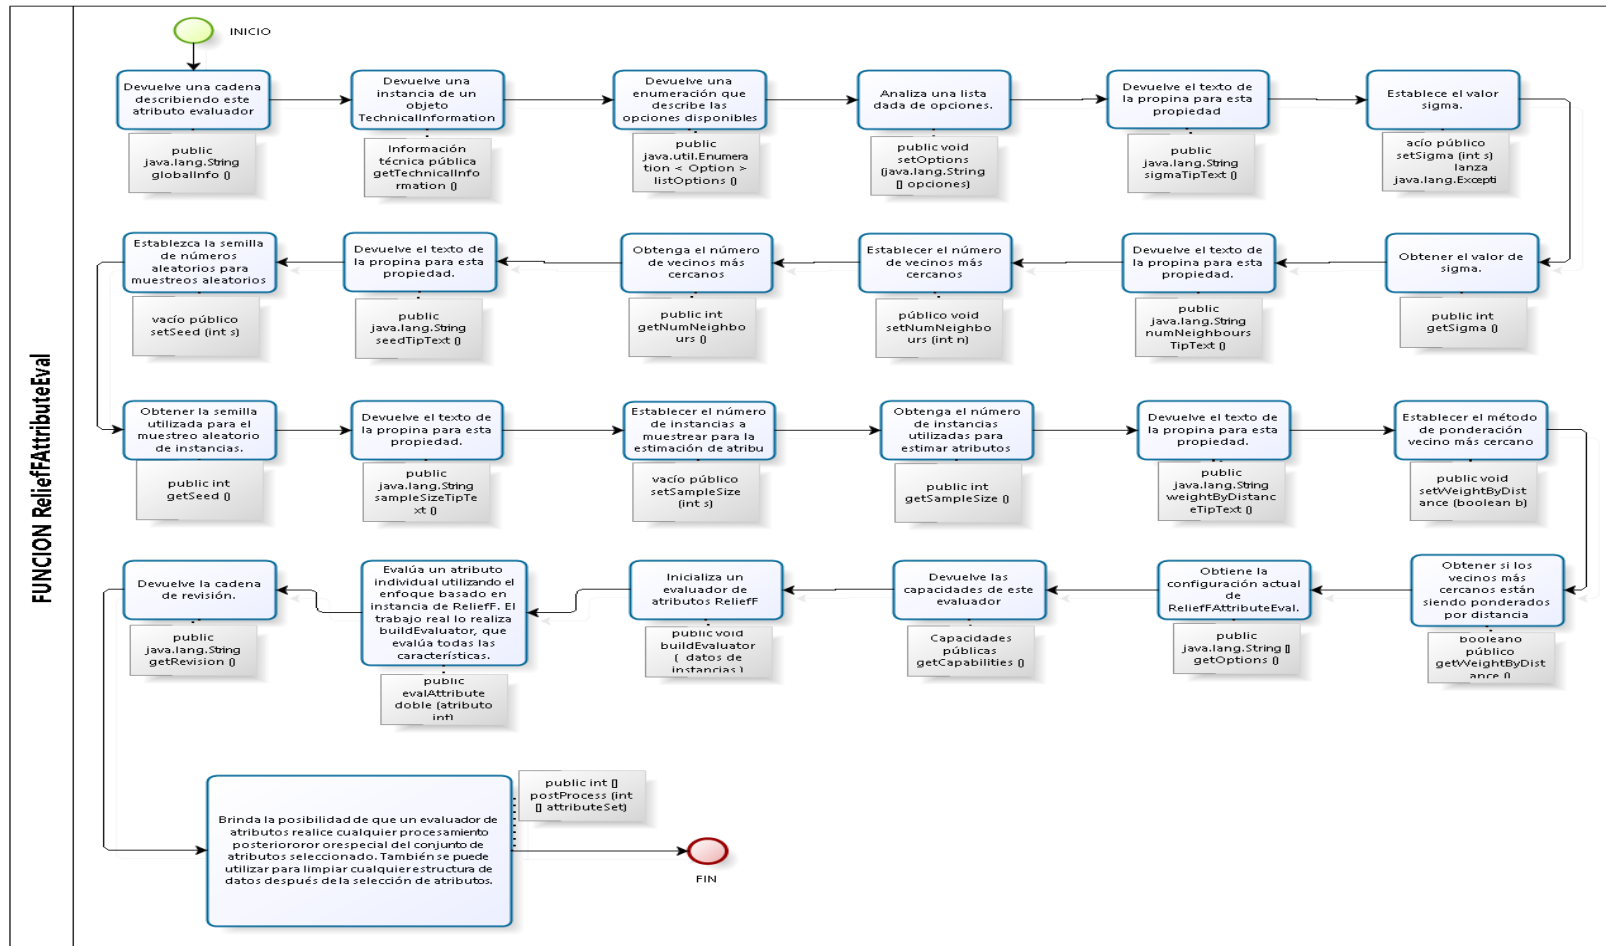 FUNCION ReliefFAttributeEval
INICIO
Devuelve una cadena
describiendo este
atributo evaluador
public
java.lang.String
globalInfo ()
Devuelve una
instancia de un
objeto
TechnicalInformation
Información
técnica pública
getTechnicalInfo
rmation ()
Devuelve una
enumeración que
describe las
opciones disponibles
public
java.util.Enumera
tion < Option >
listOptions ()
Analiza una lista
dada de opciones.
public void
setOptions
(java.lang.String
[] opciones)
Devuelve el texto de
la propina para esta
propiedad
public
java.lang.String
sigmaTipText ()
Establece el valor
sigma.
acío público
setSigma (int s)
lanza
java.lang.Excepti
Obtener el valor de
sigma.
public int
getSigma ()
Devuelve el texto de
la propina para esta
propiedad.
public
java.lang.String
numNeighbours
TipText ()
Establecer el número
de vecinos más
cercanos
público void
setNumNeighbo
urs (int n)
Obtenga el número
de vecinos más
cercanos
public int
getNumNeighbo
urs ()
Devuelve el texto de
la propina para esta
propiedad.
public
java.lang.String
seedTipText ()
Establezca la semilla
de números
aleatorios para
muestreos aleatorios
vacío público
setSeed (int s)
Obtener la semilla
utilizada para el
muestreo aleatorio
de instancias.
public int
getSeed ()
Devuelve el texto de
la propina para esta
propiedad.
public
java.lang.String
sampleSizeTipTe
xt ()
Establecer el número
de instancias a
muestrear para la
estimación de atribu
vacío público
setSampleSize
(int s)
Obtenga el número
de instancias
utilizadas para
estimar atributos
public int
getSampleSize ()
Devuelve el texto de
la propina para esta
propiedad.
public
java.lang.String
weightByDistanc
eTipText ()
Establecer el método
de ponderación
vecino más cercano
public void
setWeightByDist
ance (boolean b)
Obtener si los
vecinos más
cercanos están
siendo ponderados
por distancia
booleano
público
getWeightByDist
ance ()
Obtiene la
configuración actual
de
ReliefFAttributeEval.
public
java.lang.String []
getOptions ()
Devuelve las
capacidades de este
evaluador
Capacidades
públicas
getCapabilities ()
Inicializa un
evaluador de
atributos ReliefF
public void
buildEvaluator
( datos de
instancias )
Evalúa un atributo
individual utilizando el
enfoque basado en
instancia de ReliefF. El
trabajo real lo realiza
buildEvaluator, que
evalúa todas las
características.
public
evalAttribute
doble (atributo
int)
Devuelve la cadena
de revisión.
public
java.lang.String
getRevision ()
Brinda la posibilidad de que un evaluador de
atributos realice cualquier procesamiento
posteriororor orespecial del conjunto de
atributos seleccionado. También se puede
utilizar para limpiar cualquier estructura de
datos después de la selección de atributos.
public int []
postProcess (int
[] attributeSet)
FIN